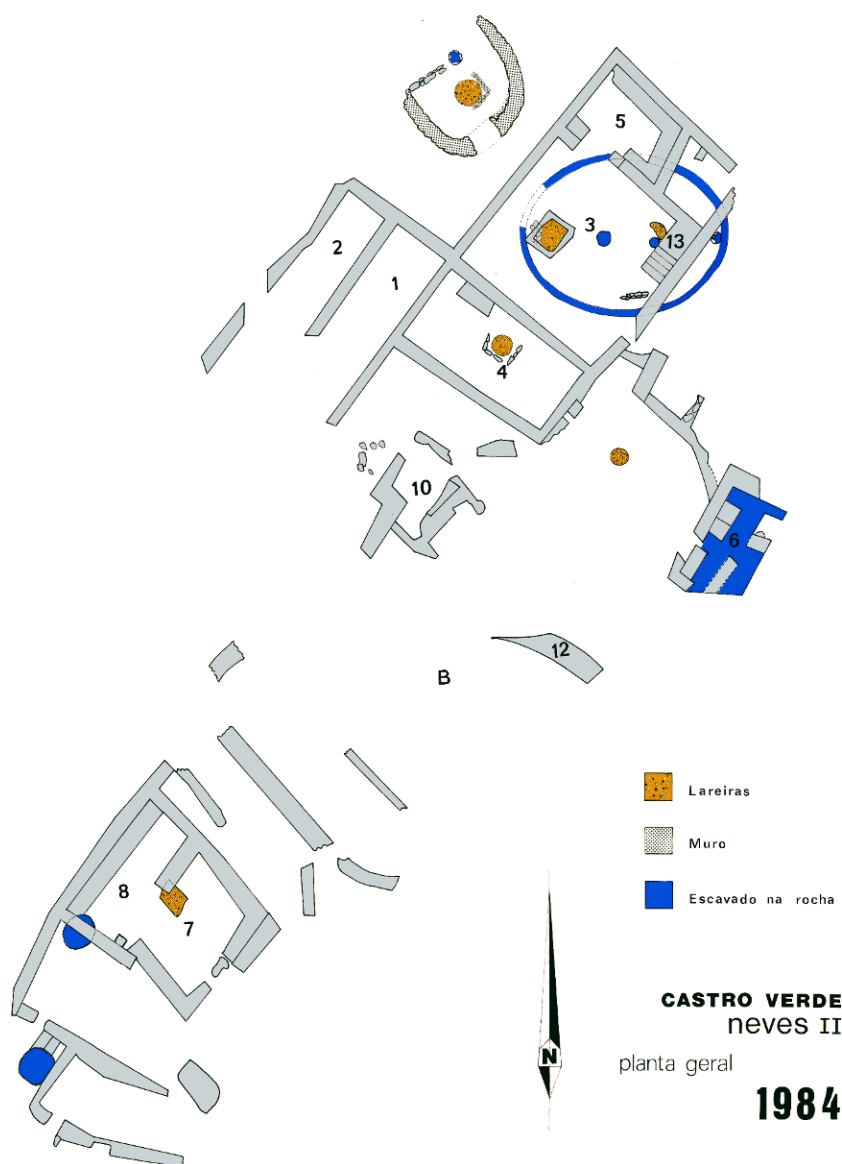 5
3
13
2
1
4
10
6
12
B
8
7
Lareiras
Muro
Escavado na rocha
N
CASTRO VERDE
neves II
planta geral
1984